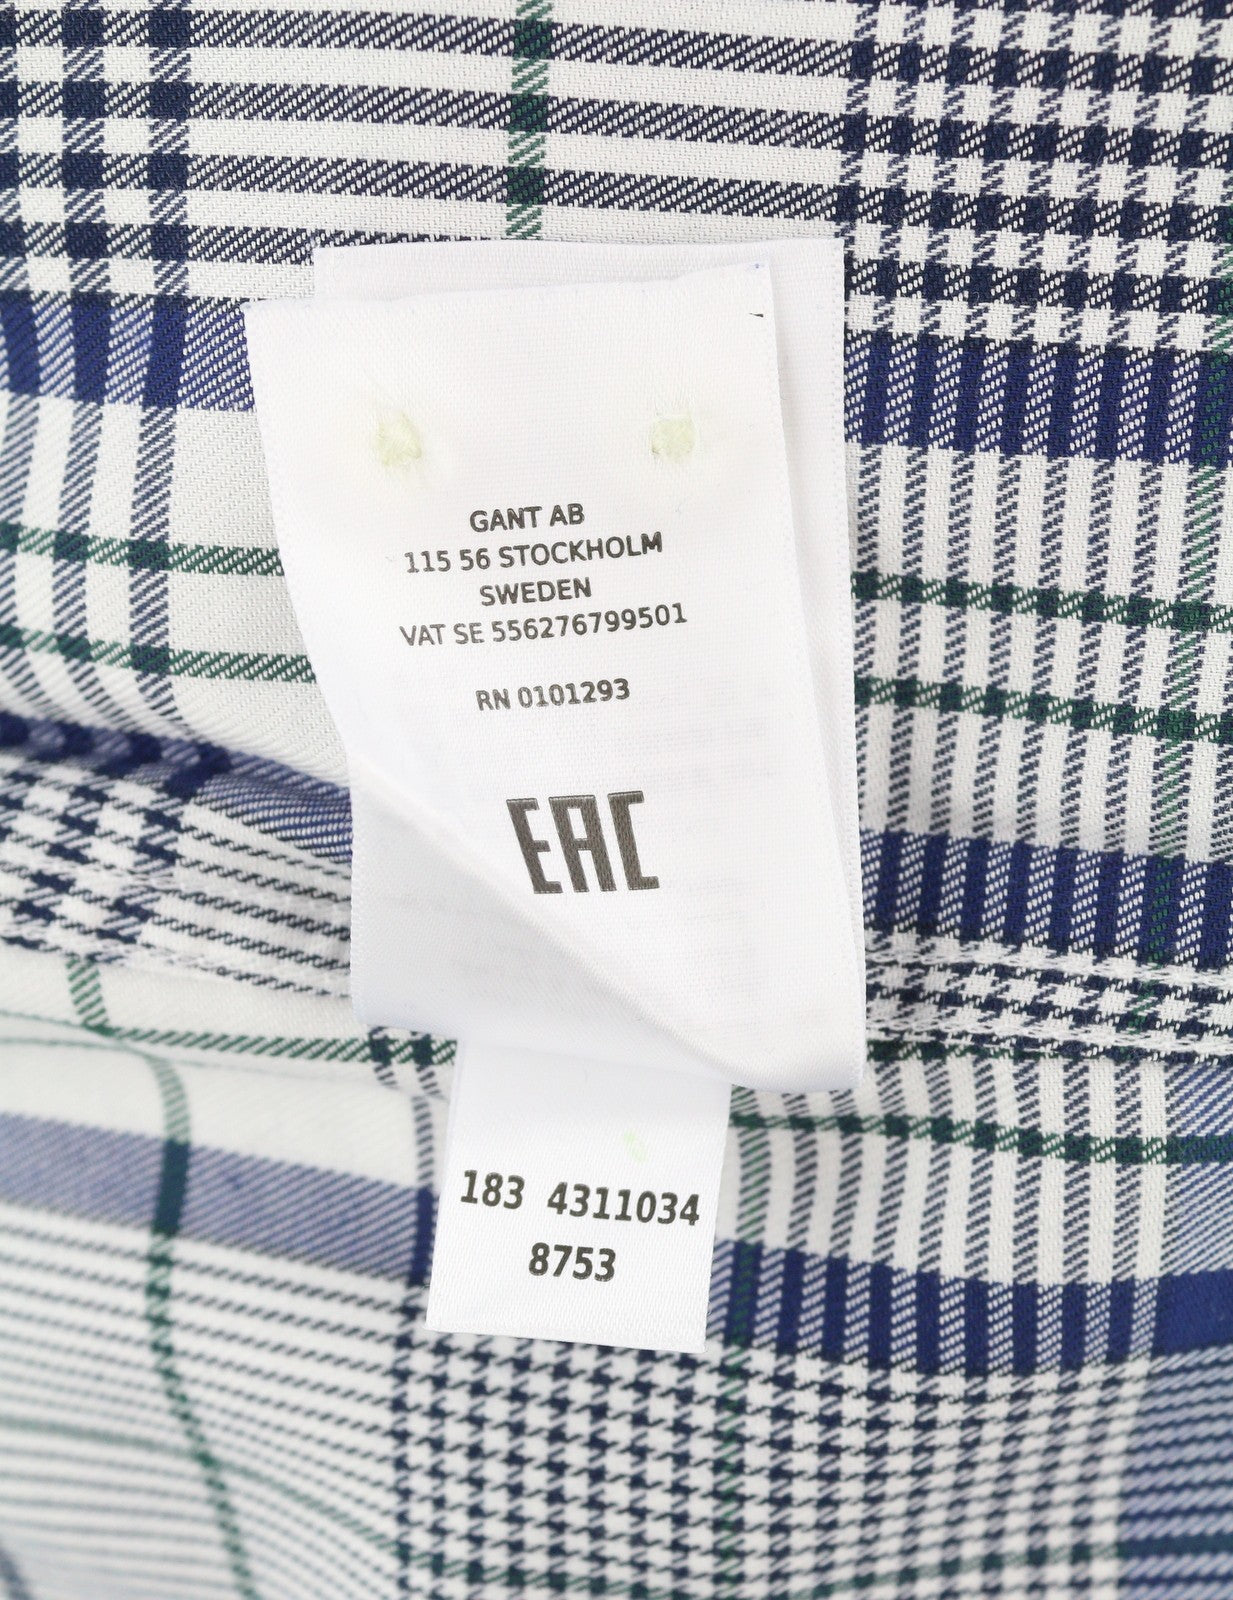 GANT AB
115 56 STOCKHOLM
SWEDEN
VAT SE 556276799501
RN 0101293
EAC
183 4311034
8753